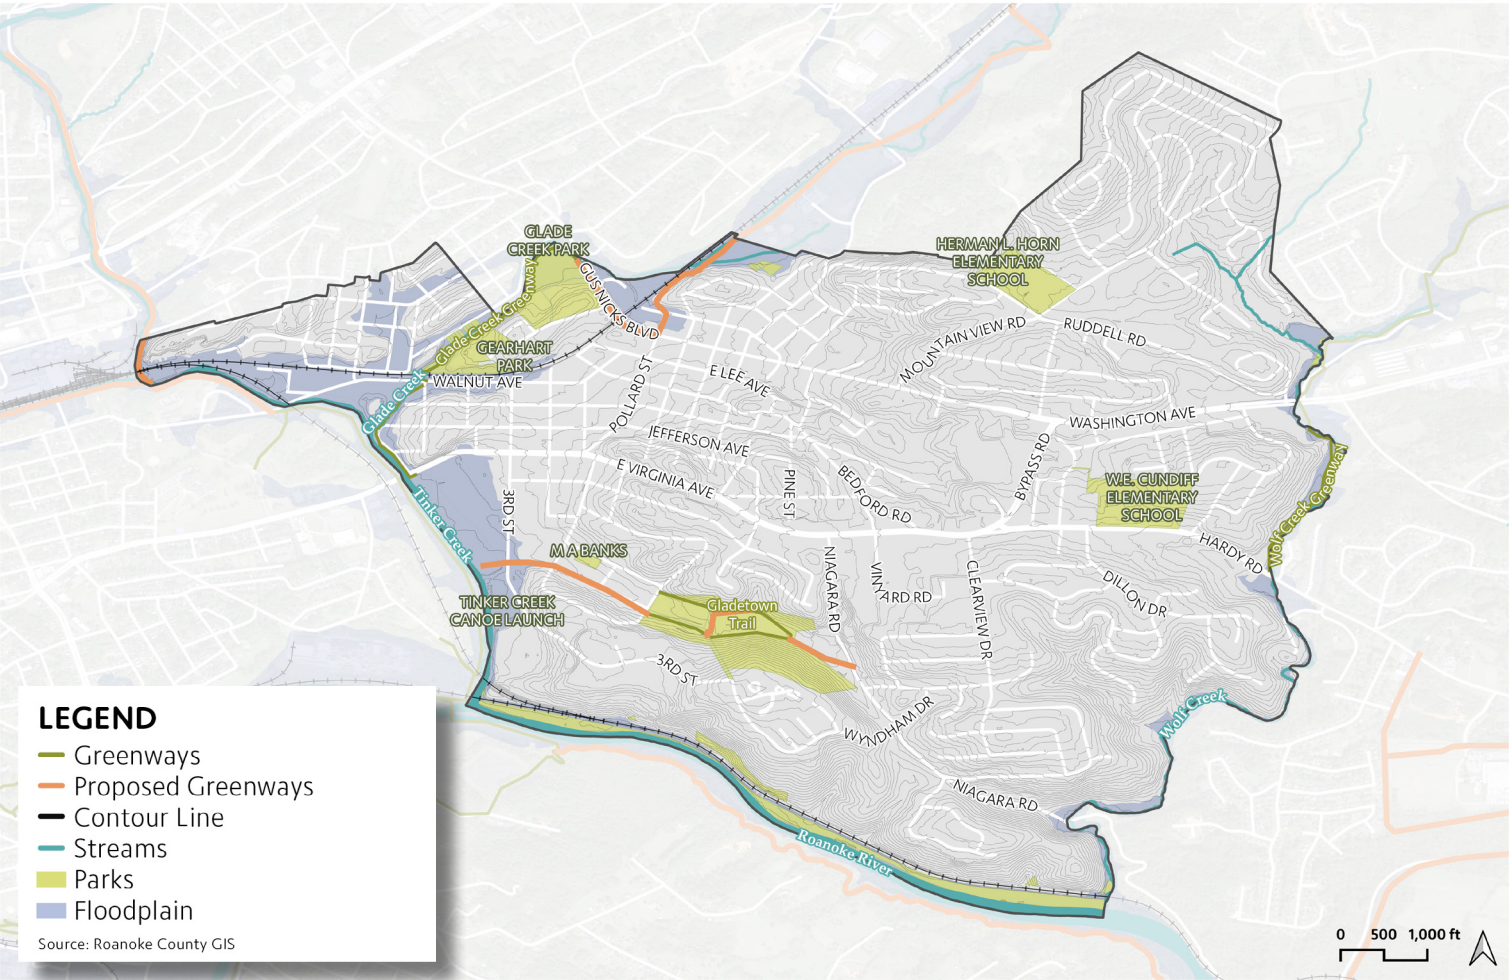 GLADE
CREEK PARK
HERMAN L. HORN
ELEMENTARY
SCHOOL
Glade Creek Greenway
GUS NICKS BLVD
GEARHART
PARK
WALNUT AVE
Glade Creek
POLLARD ST
E LEE AVE
MOUNTAIN VIEW RD
RUDDELL RD
WASHINGTON AVE
JEFFERSON AVE
E VIRGINIA AVE
PINE ST
BEDFORD RD
BYPASS RD
W.E. CUNDIFF
ELEMENTARY
SCHOOL
Wolf Creek Greenway
Tinker Creek
3RD ST
M A BANKS
HARDY RD
TINKER CREEK
CANOE LAUNCH
Gladetown
Trail
NIAGARA RD
VINYARD RD
CLEARVIEW DR
DILLON DR
3RD ST
WYNDHAM DR
Wolf Creek
NIAGARA RD
Roanoke River
LEGEND
Greenways
Proposed Greenways
Contour Line
Streams
Parks
Floodplain
Source: Roanoke County GIS
0 500 1,000 ft